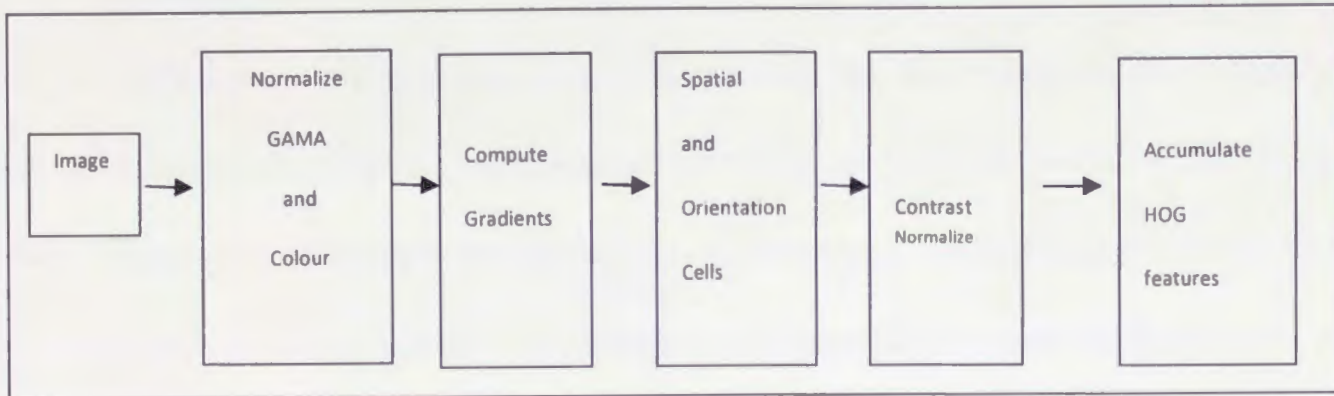 Image
Normalize
GAMA
and
Colour
Compute
Gradients
Spatial
and
Orientation
Cells
Contrast
Normalize
Accumulate
HOG
features